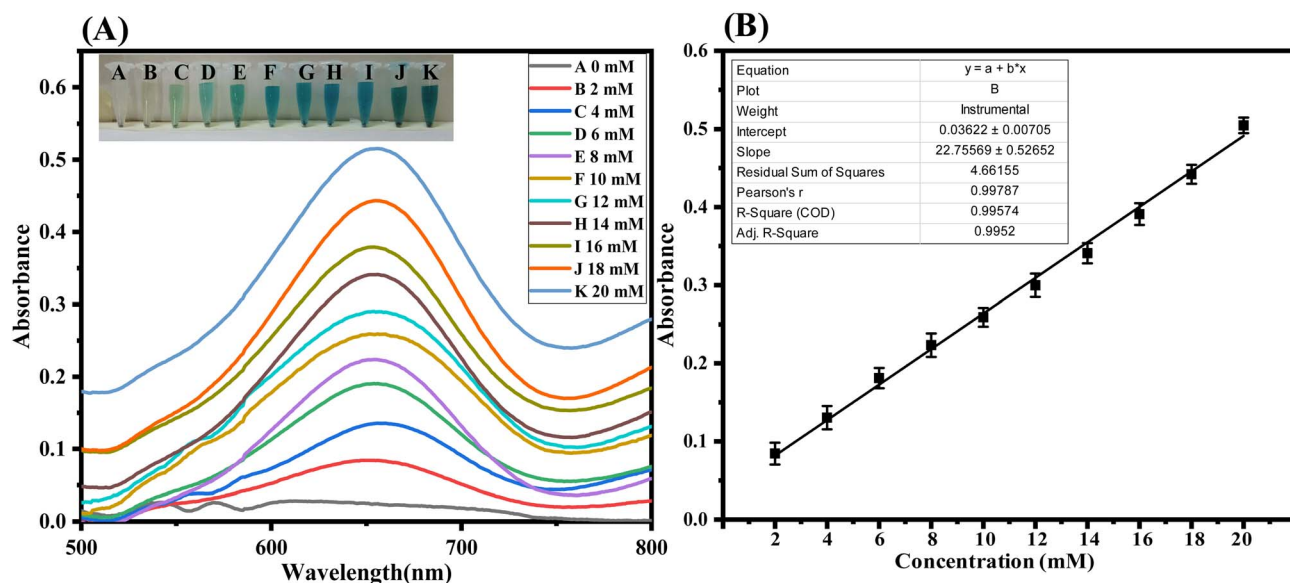 (A)
0.6
0.5
0.4
0.3
0.2
0.1
0.0
Absorbance
A B C D E F G H I J K
A 0 mM
B 2 mM
C 4 mM
D 6 mM
E 8 mM
F 10 mM
G 12 mM
H 14 mM
I 16 mM
J 18 mM
K 20 mM
500 600 700 800
Wavelength(nm)
(B)
0.6
0.5
0.4
0.3
0.2
0.1
0.0
Absorbance
Equation y = a + b*x
Plot B
Weight Instrumental
Intercept 0.03622 ± 0.00705
Slope 22.75569 ± 0.52652
Residual Sum of Squares 4.66155
Pearson's r 0.99787
R-Square (COD) 0.99574
Adj. R-Square 0.9952
2 4 6 8 10 12 14 16 18 20
Concentration (mM)